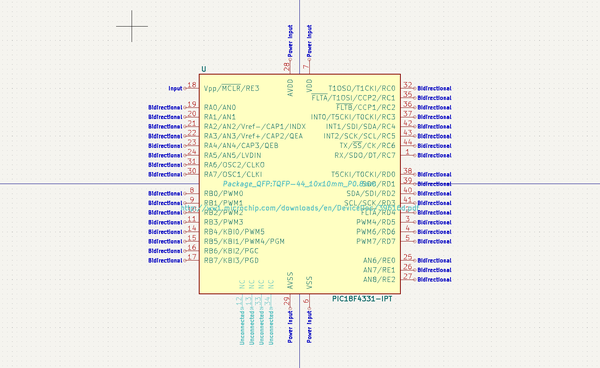 Power Input
Power Input
28
7
U
AVDD
VDD
Input 18 Vpp/MCLR/RE3
Bidirectional 19 RA0/AN0
Bidirectional 20 RA1/AN1
Bidirectional 21 RA2/AN2/Vref-/CAP1/INDX
Bidirectional 22 RA3/AN3/Vref+/CAP2/QEA
Bidirectional 23 RA4/AN4/CAP3/QEB
Bidirectional 24 RA5/AN5/LVDIN
Bidirectional 31 RA6/OSC2/CLKO
Bidirectional 30 RA7/OSC1/CLKI
Bidirectional 8 RB0/PWM0
Bidirectional 9 RB1/PWM1
Bidirectional 10 RB2/PWM2
Bidirectional 11 RB3/PWM3
Bidirectional 14 RB4/KBI0/PWM5
Bidirectional 15 RB5/KBI1/PWM4/PGM
Bidirectional 16 RB6/KBI2/PGC
Bidirectional 17 RB7/KBI3/PGD
T1OSO/T1CKI/RC0 32 Bidirectional
FLTA/T1OSI/CCP2/RC1 35 Bidirectional
FLTB/CCP1/RC2 36 Bidirectional
INT0/T5CKI/T0CKI/RC3 37 Bidirectional
INT1/SDI/SDA/RC4 42 Bidirectional
INT2/SCK/SCL/RC5 43 Bidirectional
TX/SS/CK/RC6 44 Bidirectional
RX/SDO/DT/RC7 1 Bidirectional
T5CKI/T0CKI/RD0 38 Bidirectional
SDO/RD1 39 Bidirectional
SDA/SDI/RD2 40 Bidirectional
SCL/SCK/RD3 41 Bidirectional
FLTA/RD4 2 Bidirectional
PWM4/RD5 3 Bidirectional
PWM6/RD6 4 Bidirectional
PWM7/RD7 5 Bidirectional
AN6/RE0 25 Bidirectional
AN7/RE1 26 Bidirectional
AN8/RE2 27 Bidirectional
Package_QFP:TQFP-44_10x10mm_P0.8mm
NC
NC
NC
NC
AVSS
VSS
12
13
33
34
29
6
PIC18F4331-IPT
Unconnected
Unconnected
Unconnected
Unconnected
Power Input
Power Input